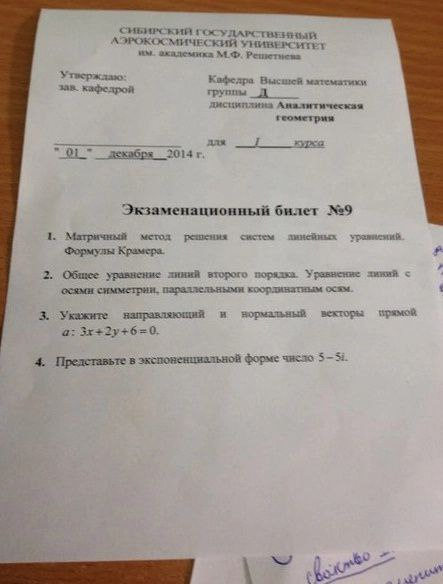 СИБИРСКИЙ ГОСУДАРСТВЕННЫЙ
АЭРОКОСМИЧЕСКИЙ УНИВЕРСИТЕТ
им. академика М.Ф. Решетнева
Утверждаю:
зав. кафедрой
Кафедра Высшей математики
группы Д
дисциплина Аналитическая
геометрия
для I курса
"_01_" декабря 2014 г.
Экзаменационный билет №9
1. Матричный метод решения систем линейных уравнений.
Формулы Крамера.
2. Общее уравнение линий второго порядка. Уравнение линий с
осями симметрии, параллельными координатным осям.
3. Укажите направляющий и нормальный векторы прямой
a: 3x+2y+6=0.
4. Представьте в экспоненциальной форме число 5−5i.
свойство